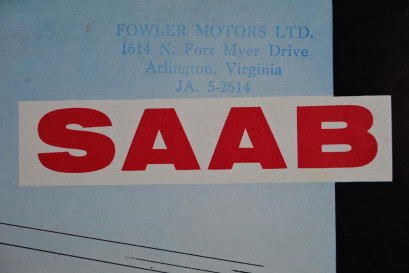 FOWLER MOTORS LTD.
1614 N. Fort Myer Drive
Arlington, Virginia
JA. 5-2614
SAAB